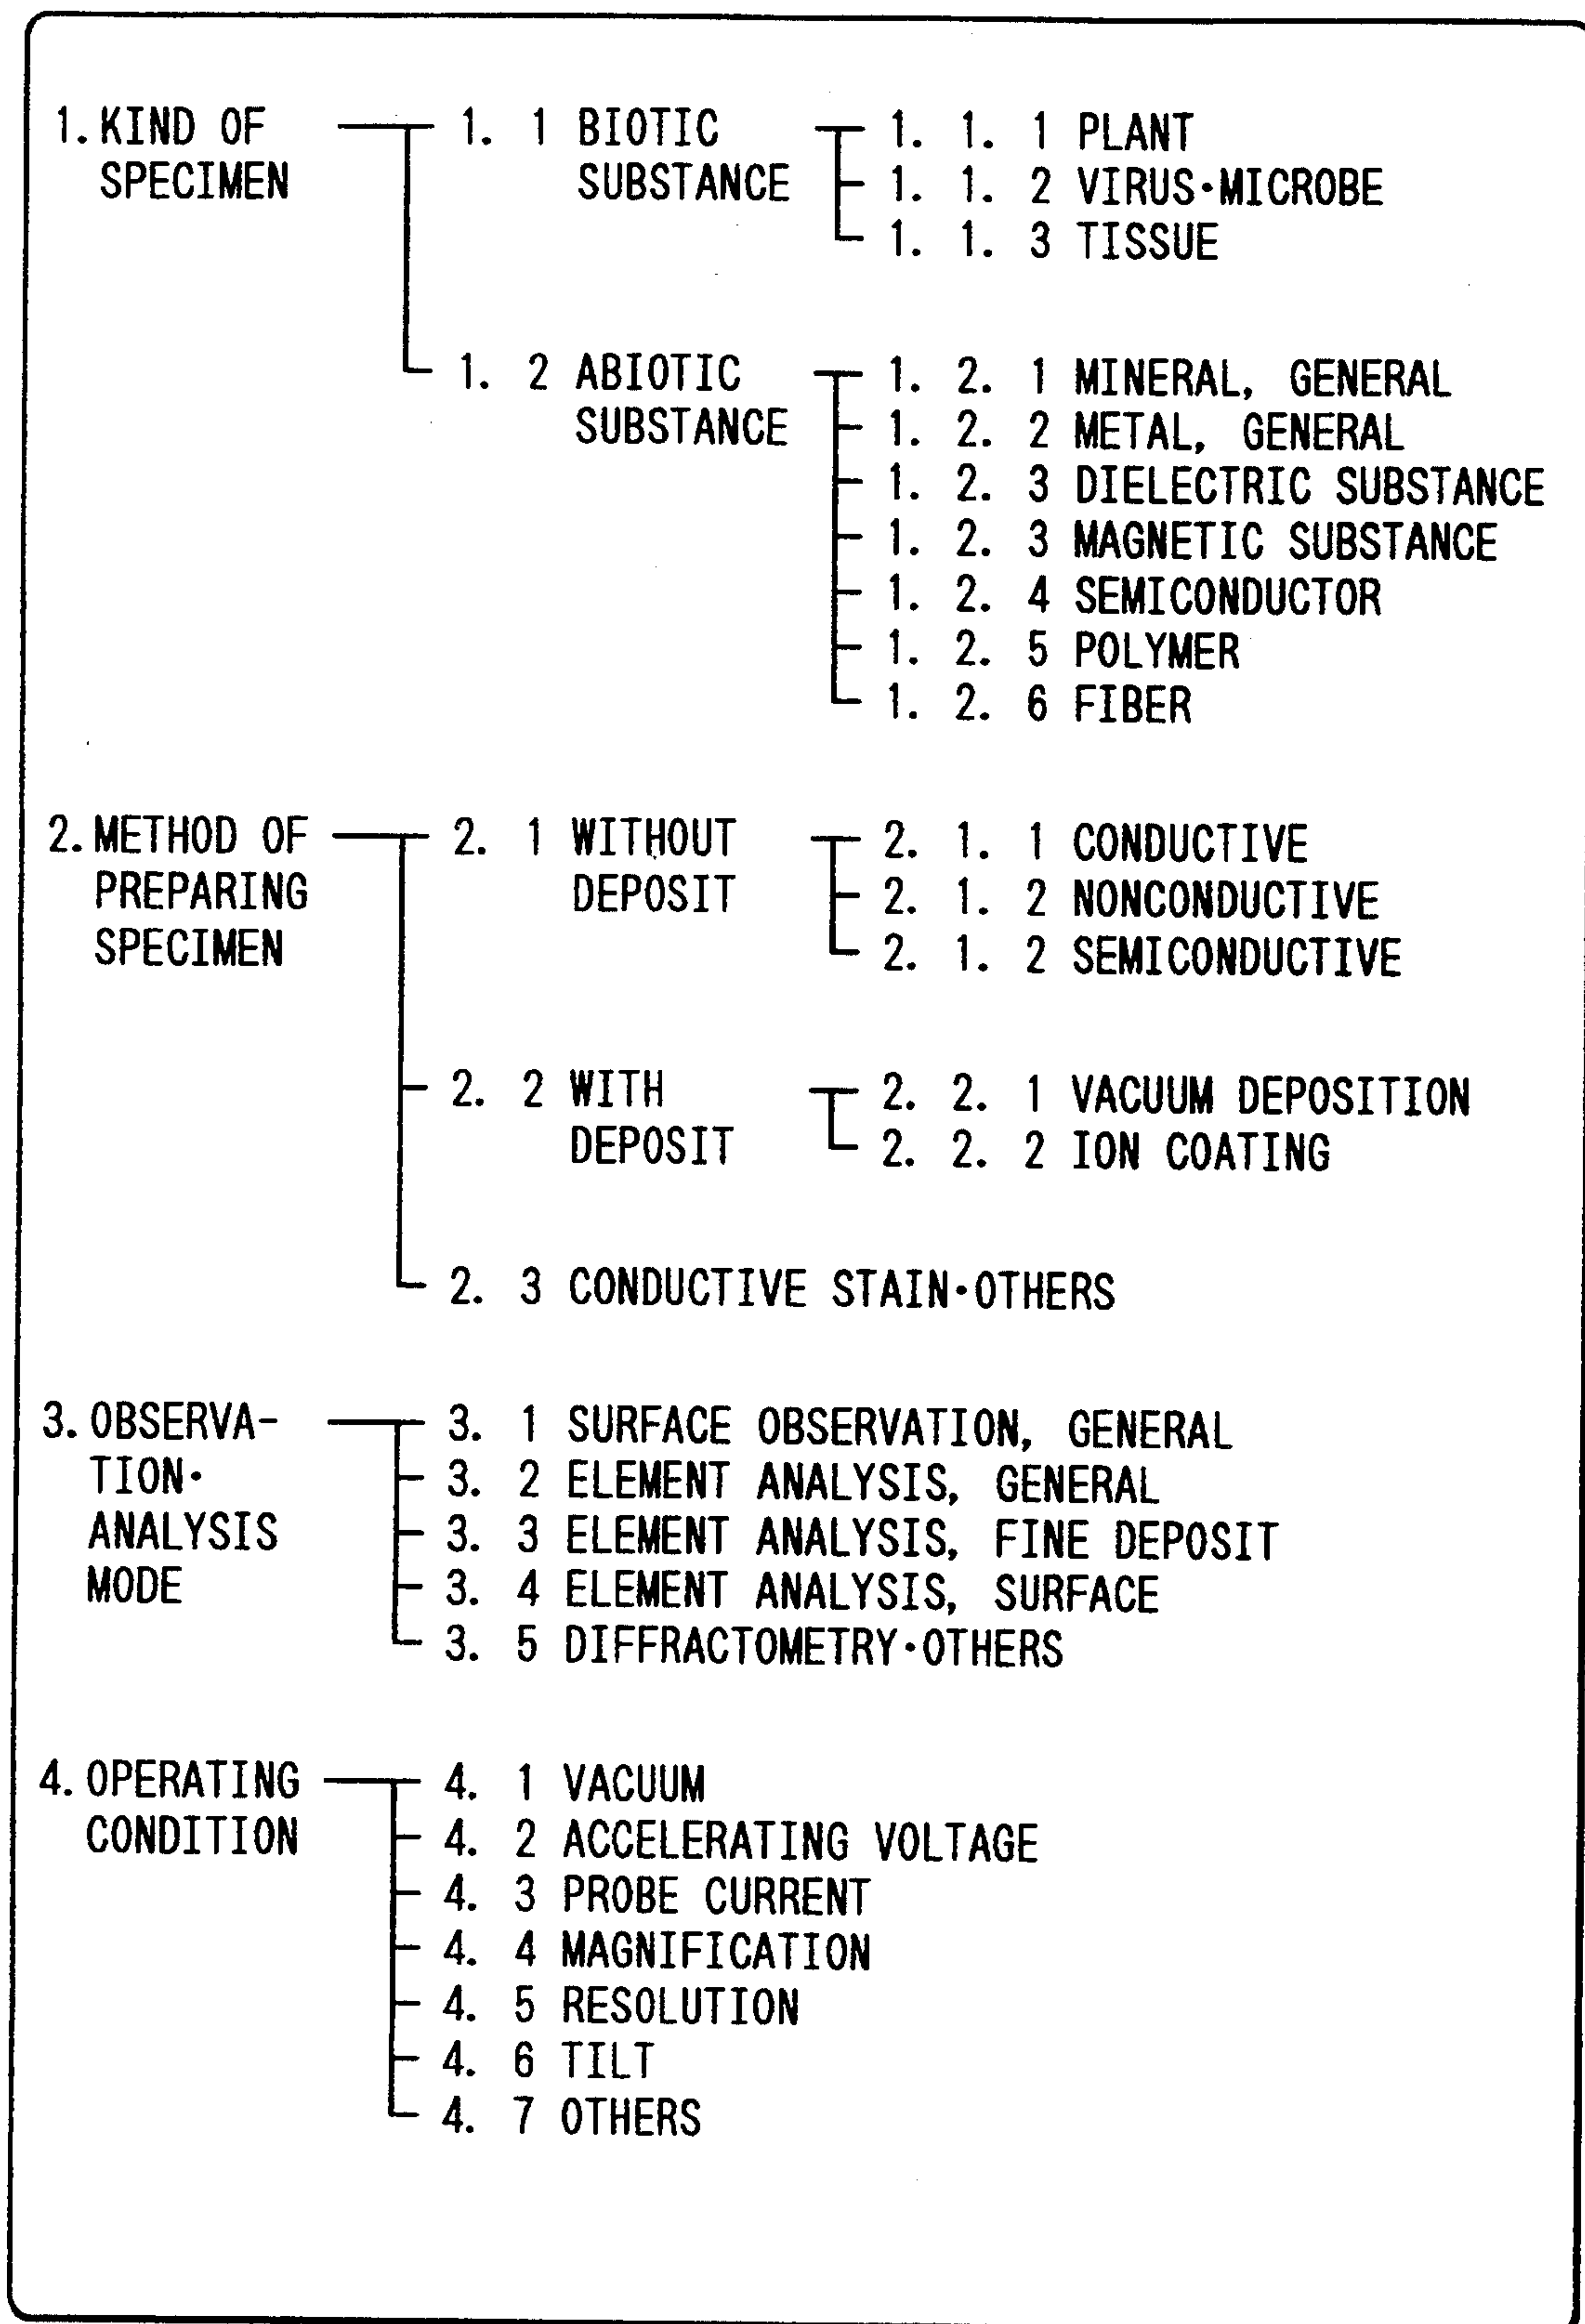 1. KIND OF SPECIMEN
1. 1 BIOTIC SUBSTANCE
1. 1. 1 PLANT
1. 1. 2 VIRUS·MICROBE
1. 1. 3 TISSUE
1. 2 ABIOTIC SUBSTANCE
1. 2. 1 MINERAL, GENERAL
1. 2. 2 METAL, GENERAL
1. 2. 3 DIELECTRIC SUBSTANCE
1. 2. 3 MAGNETIC SUBSTANCE
1. 2. 4 SEMICONDUCTOR
1. 2. 5 POLYMER
1. 2. 6 FIBER
2. METHOD OF PREPARING SPECIMEN
2. 1 WITHOUT DEPOSIT
2. 1. 1 CONDUCTIVE
2. 1. 2 NONCONDUCTIVE
2. 1. 2 SEMICONDUCTIVE
2. 2 WITH DEPOSIT
2. 2. 1 VACUUM DEPOSITION
2. 2. 2 ION COATING
2. 3 CONDUCTIVE STAIN·OTHERS
3. OBSERVA-
TION·
ANALYSIS
MODE
3. 1 SURFACE OBSERVATION, GENERAL
3. 2 ELEMENT ANALYSIS, GENERAL
3. 3 ELEMENT ANALYSIS, FINE DEPOSIT
3. 4 ELEMENT ANALYSIS, SURFACE
3. 5 DIFFRACTOMETRY·OTHERS
4. OPERATING CONDITION
4. 1 VACUUM
4. 2 ACCELERATING VOLTAGE
4. 3 PROBE CURRENT
4. 4 MAGNIFICATION
4. 5 RESOLUTION
4. 6 TILT
4. 7 OTHERS